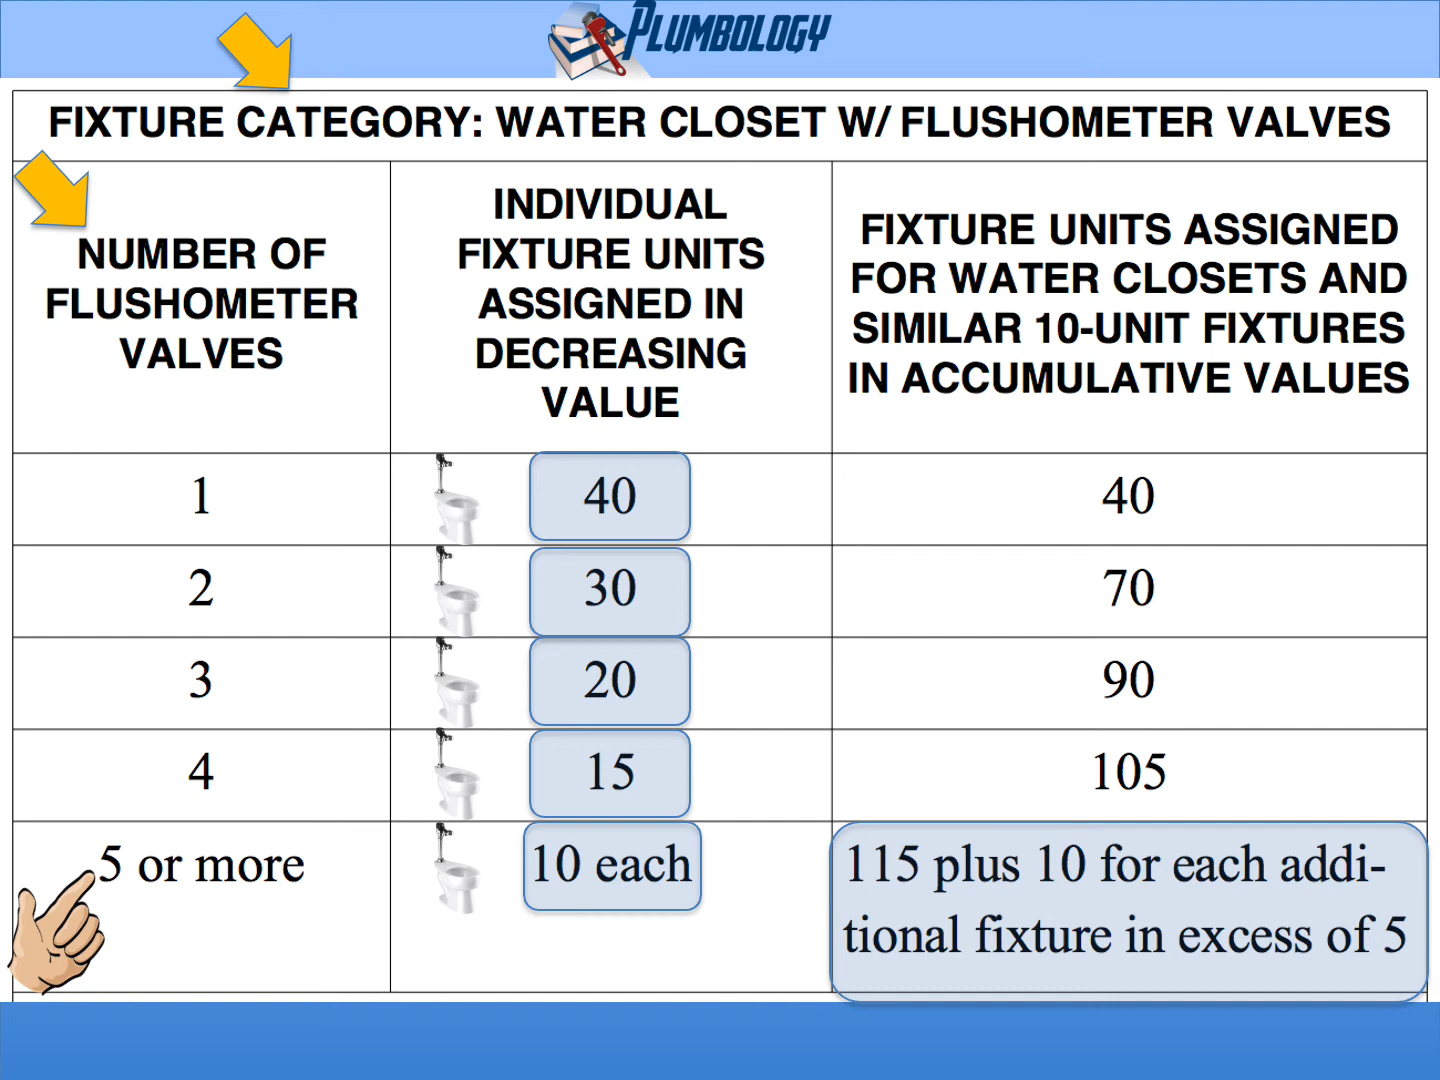 PLUMBOLOGY
FIXTURE CATEGORY: WATER CLOSET W/ FLUSHOMETER VALVES
NUMBER OF
FLUSHOMETER
VALVES
INDIVIDUAL
FIXTURE UNITS
ASSIGNED IN
DECREASING
VALUE
FIXTURE UNITS ASSIGNED
FOR WATER CLOSETS AND
SIMILAR 10-UNIT FIXTURES
IN ACCUMULATIVE VALUES
1
40
40
2
30
70
3
20
90
4
15
105
5 or more
10 each
115 plus 10 for each addi-
tional fixture in excess of 5